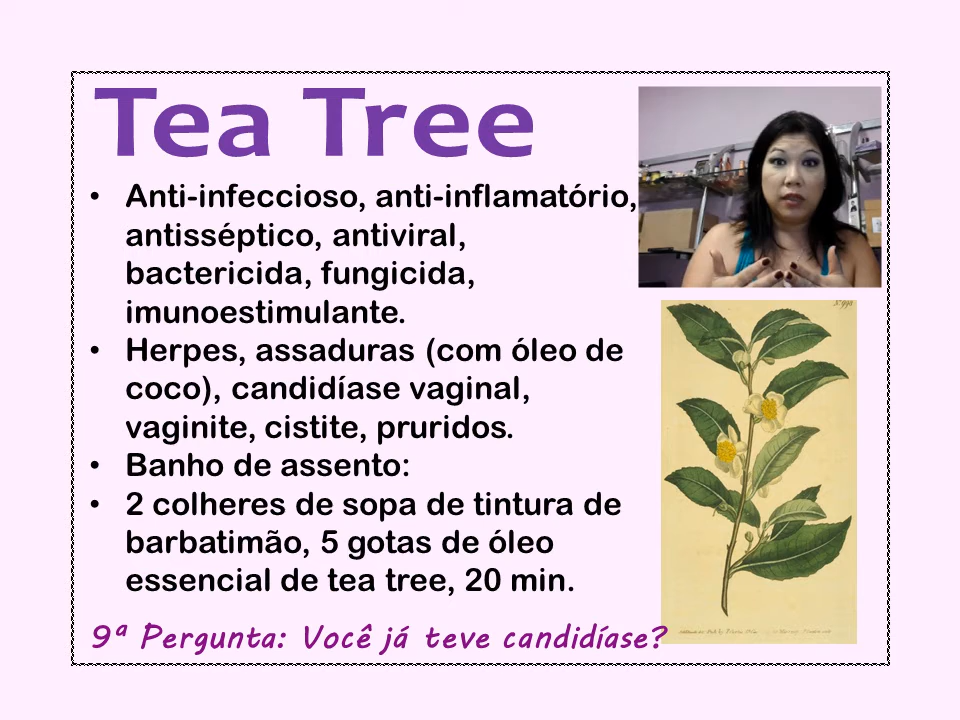 Tea Tree
• Anti-infeccioso, anti-inflamatório,
antisséptico, antiviral,
bactericida, fungicida,
imunoestimulante.
• Herpes, assaduras (com óleo de
coco), candidíase vaginal,
vaginite, cistite, pruridos.
• Banho de assento:
• 2 colheres de sopa de tintura de
barbatimão, 5 gotas de óleo
essencial de tea tree, 20 min.
9ª Pergunta: Você já teve candidíase?